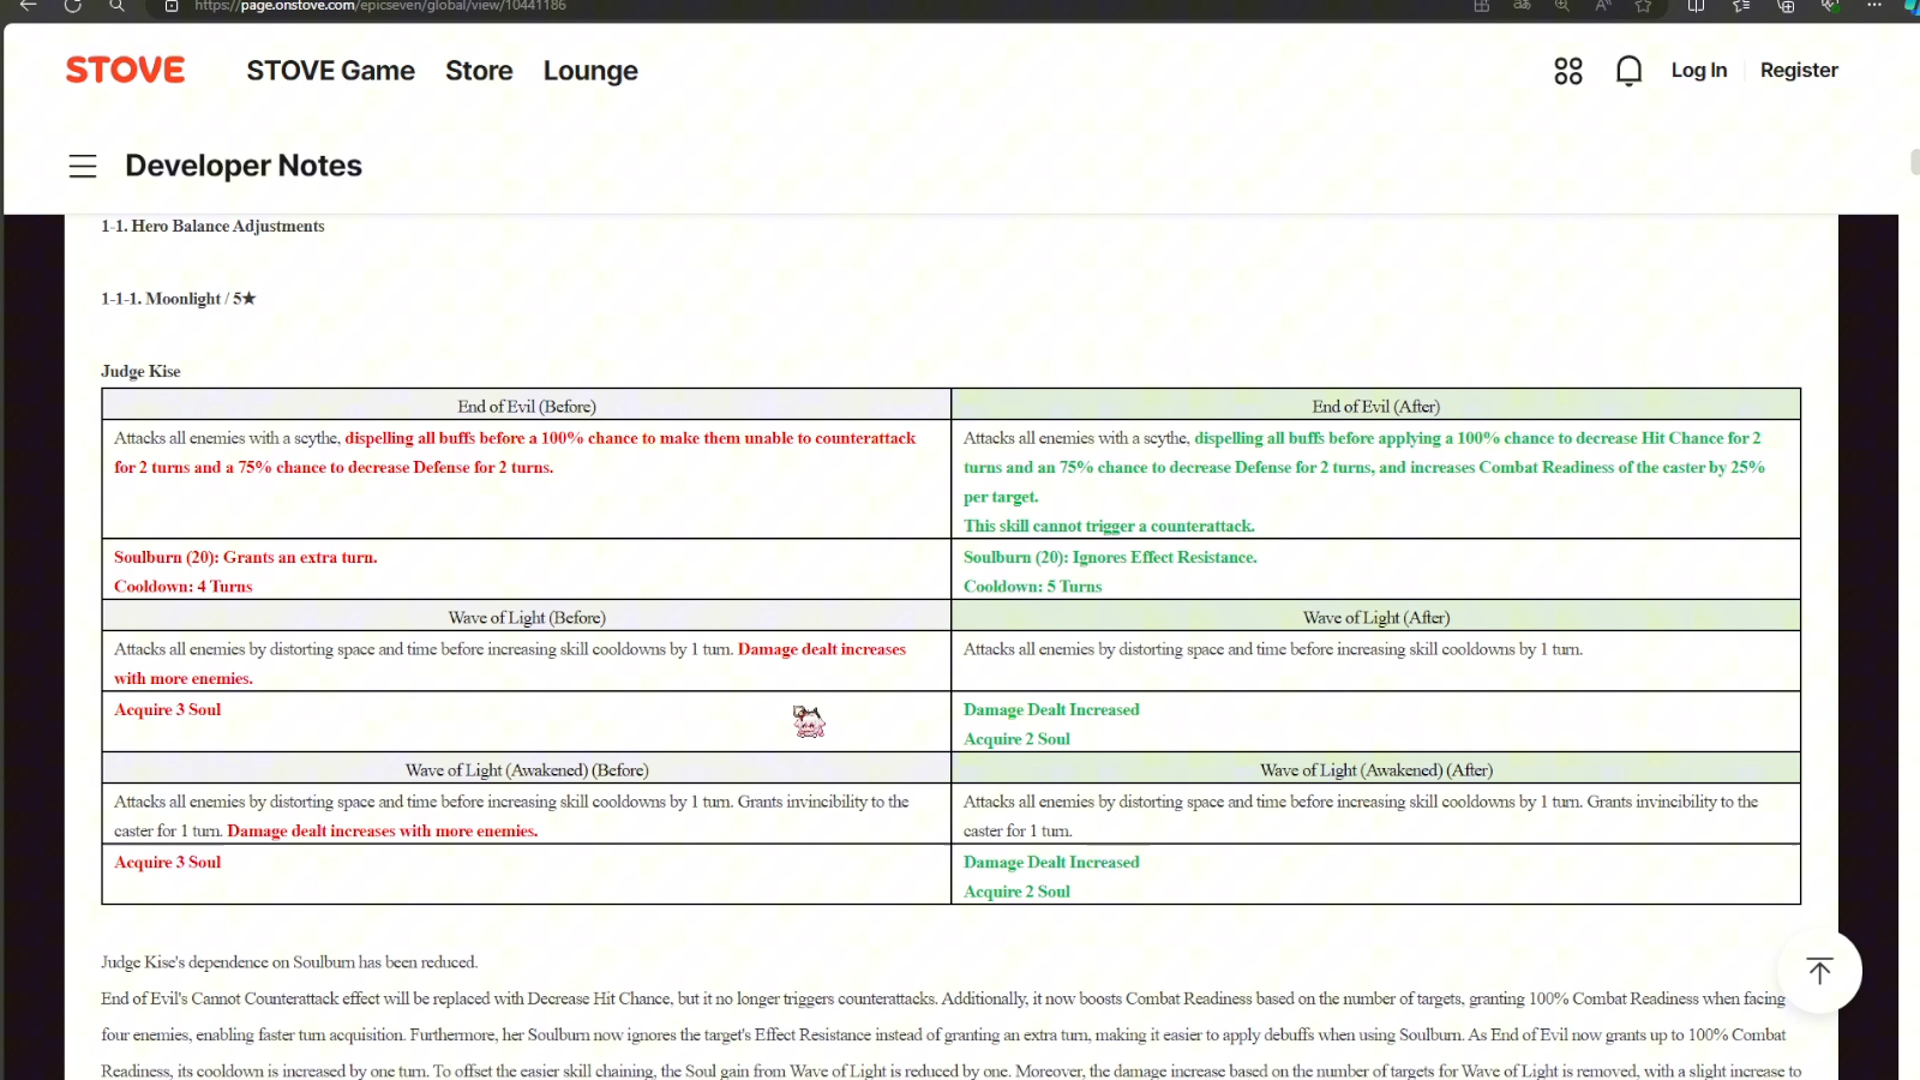 https://page.onstove.com/epicseven/global/view/10441186
STOVE STOVE Game Store Lounge Log In Register
Developer Notes
1-1. Hero Balance Adjustments
1-1-1. Moonlight / 5★
Judge Kise
End of Evil (Before)
End of Evil (After)
Attacks all enemies with a scythe, dispelling all buffs before a 100% chance to make them unable to counterattack
for 2 turns and a 75% chance to decrease Defense for 2 turns.
Attacks all enemies with a scythe, dispelling all buffs before applying a 100% chance to decrease Hit Chance for 2
turns and an 75% chance to decrease Defense for 2 turns, and increases Combat Readiness of the caster by 25%
per target.
This skill cannot trigger a counterattack.
Soulburn (20): Grants an extra turn.
Cooldown: 4 Turns
Soulburn (20): Ignores Effect Resistance.
Cooldown: 5 Turns
Wave of Light (Before)
Wave of Light (After)
Attacks all enemies by distorting space and time before increasing skill cooldowns by 1 turn. Damage dealt increases
with more enemies.
Attacks all enemies by distorting space and time before increasing skill cooldowns by 1 turn.
Acquire 3 Soul
Damage Dealt Increased
Acquire 2 Soul
Wave of Light (Awakened) (Before)
Wave of Light (Awakened) (After)
Attacks all enemies by distorting space and time before increasing skill cooldowns by 1 turn. Grants invincibility to the
caster for 1 turn. Damage dealt increases with more enemies.
Attacks all enemies by distorting space and time before increasing skill cooldowns by 1 turn. Grants invincibility to the
caster for 1 turn.
Acquire 3 Soul
Damage Dealt Increased
Acquire 2 Soul
Judge Kise's dependence on Soulburn has been reduced.
End of Evil's Cannot Counterattack effect will be replaced with Decrease Hit Chance, but it no longer triggers counterattacks. Additionally, it now boosts Combat Readiness based on the number of targets, granting 100% Combat Readiness when facing
four enemies, enabling faster turn acquisition. Furthermore, her Soulburn now ignores the target's Effect Resistance instead of granting an extra turn, making it easier to apply debuffs when using Soulburn. As End of Evil now grants up to 100% Combat
Readiness, its cooldown is increased by one turn. To offset the easier skill chaining, the Soul gain from Wave of Light is reduced by one. Moreover, the damage increase based on the number of targets for Wave of Light is removed, with a slight increase to